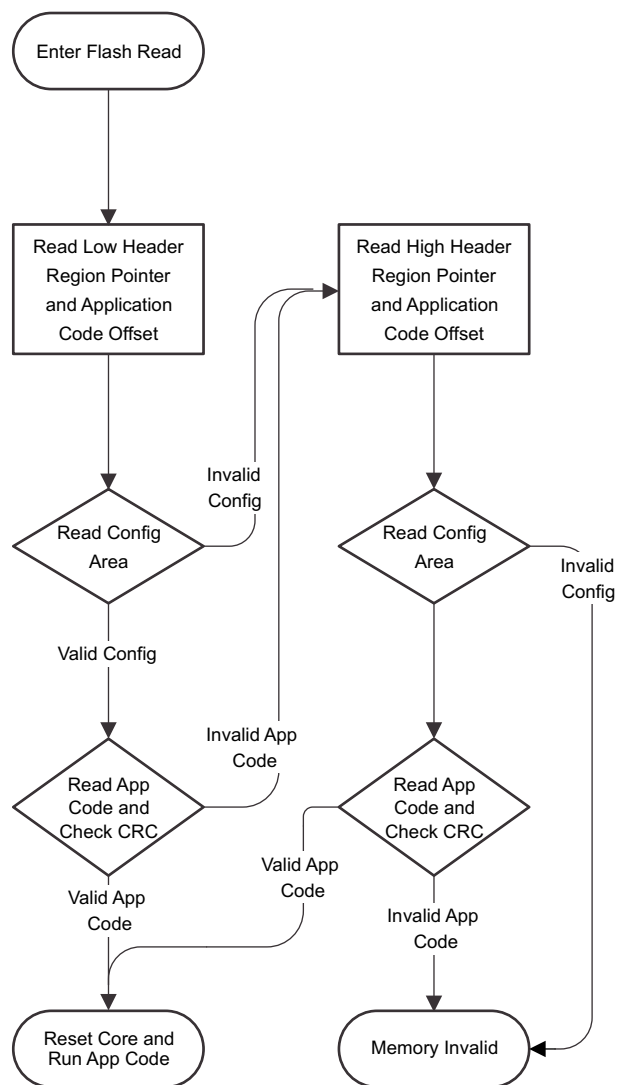 Enter Flash Read
Read Low Header
Region Pointer
and Application
Code Offset
Read High Header
Region Pointer
and Application
Code Offset
Invalid
Config
Read Config
Area
Read Config
Area
Invalid
Config
Valid Config
Invalid App
Code
Read App
Code and
Check CRC
Read App
Code and
Check CRC
Valid App
Code
Valid App
Code
Invalid App
Code
Reset Core and
Run App Code
Memory Invalid